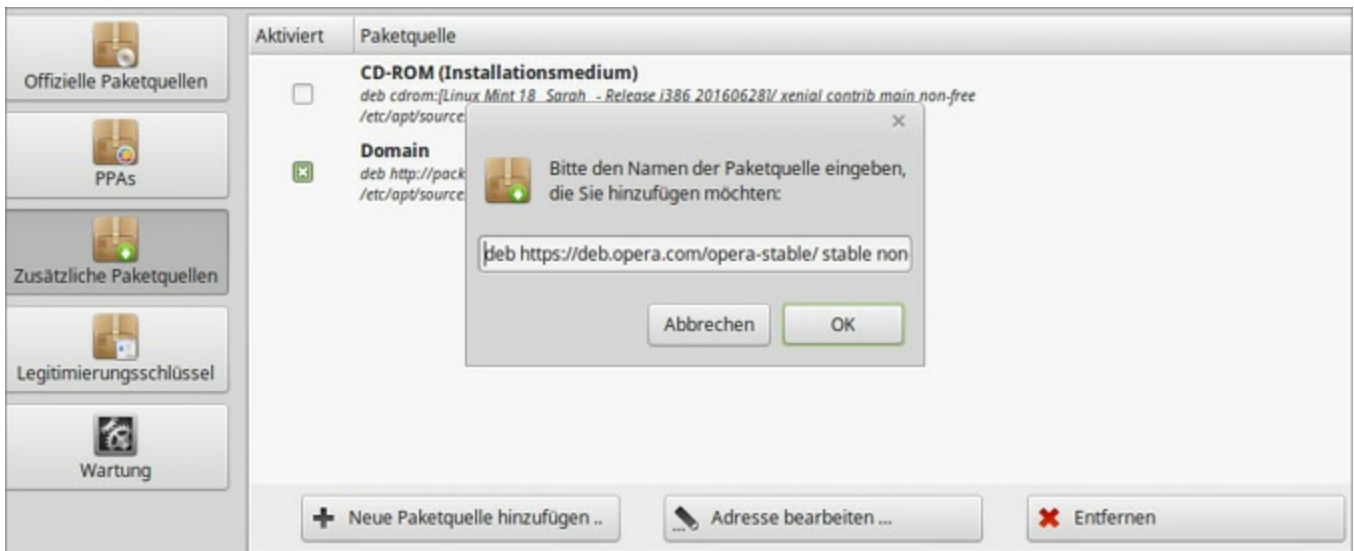 Offizielle Paketquellen
PPAs
Zusätzliche Paketquellen
Legitimierungsschlüssel
Wartung
Aktiviert Paketquelle
CD-ROM (Installationsmedium)
deb cdrom:[Linux Mint 18 _Sarah_ - Release i386 20160628]/ xenial contrib main non-free
/etc/apt/source
Domain
deb http://pack
/etc/apt/source
Bitte den Namen der Paketquelle eingeben,
die Sie hinzufügen möchten:
deb https://deb.opera.com/opera-stable/ stable non
Abbrechen OK
Neue Paketquelle hinzufügen ..
Adresse bearbeiten ...
Entfernen